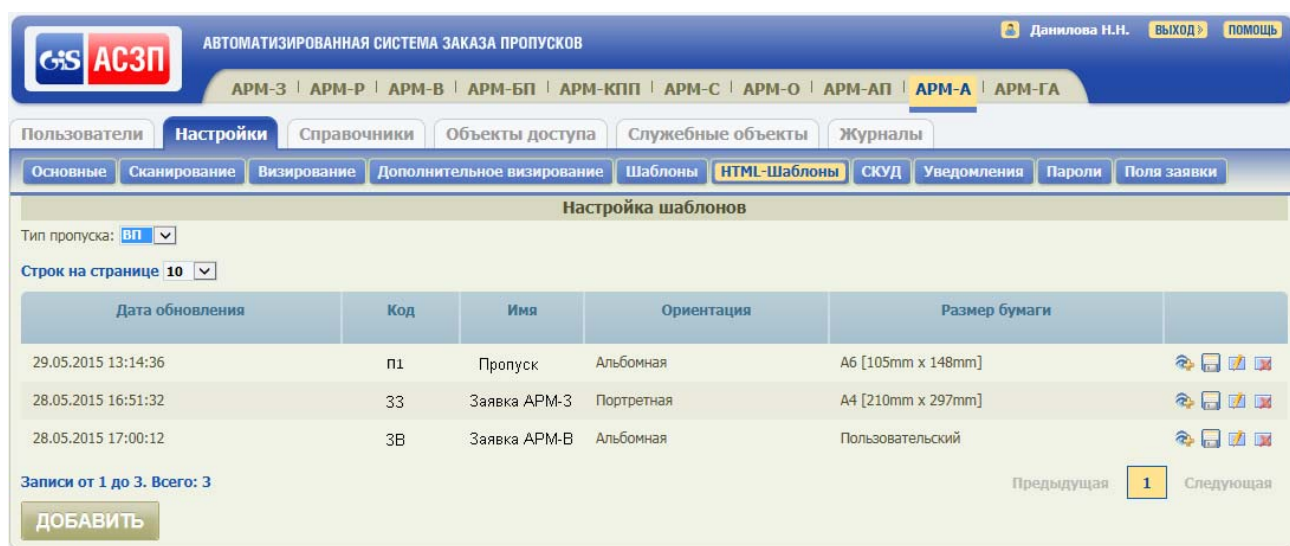 Данилова Н.Н. ВЫХОД» ПОМОЩЬ
GiS АСЗП АВТОМАТИЗИРОВАННАЯ СИСТЕМА ЗАКАЗА ПРОПУСКОВ
АРМ-З АРМ-Р АРМ-В АРМ-БП АРМ-КПП АРМ-С АРМ-О АРМ-АП АРМ-А АРМ-ГА
Пользователи Настройки Справочники Объекты доступа Служебные объекты Журналы
Основные Сканирование Визирование Дополнительное визирование Шаблоны HTML-Шаблоны СКУД Уведомления Пароли Поля заявки
Настройка шаблонов
Тип пропуска: ВП
Строк на странице 10
Дата обновления Код Имя Ориентация Размер бумаги
29.05.2015 13:14:36 П1 Пропуск Альбомная A6 [105mm x 148mm]
28.05.2015 16:51:32 ЗЗ Заявка АРМ-З Портретная A4 [210mm x 297mm]
28.05.2015 17:00:12 ЗВ Заявка АРМ-В Альбомная Пользовательский
Записи от 1 до 3. Всего: 3 Предыдущая 1 Следующая
ДОБАВИТЬ